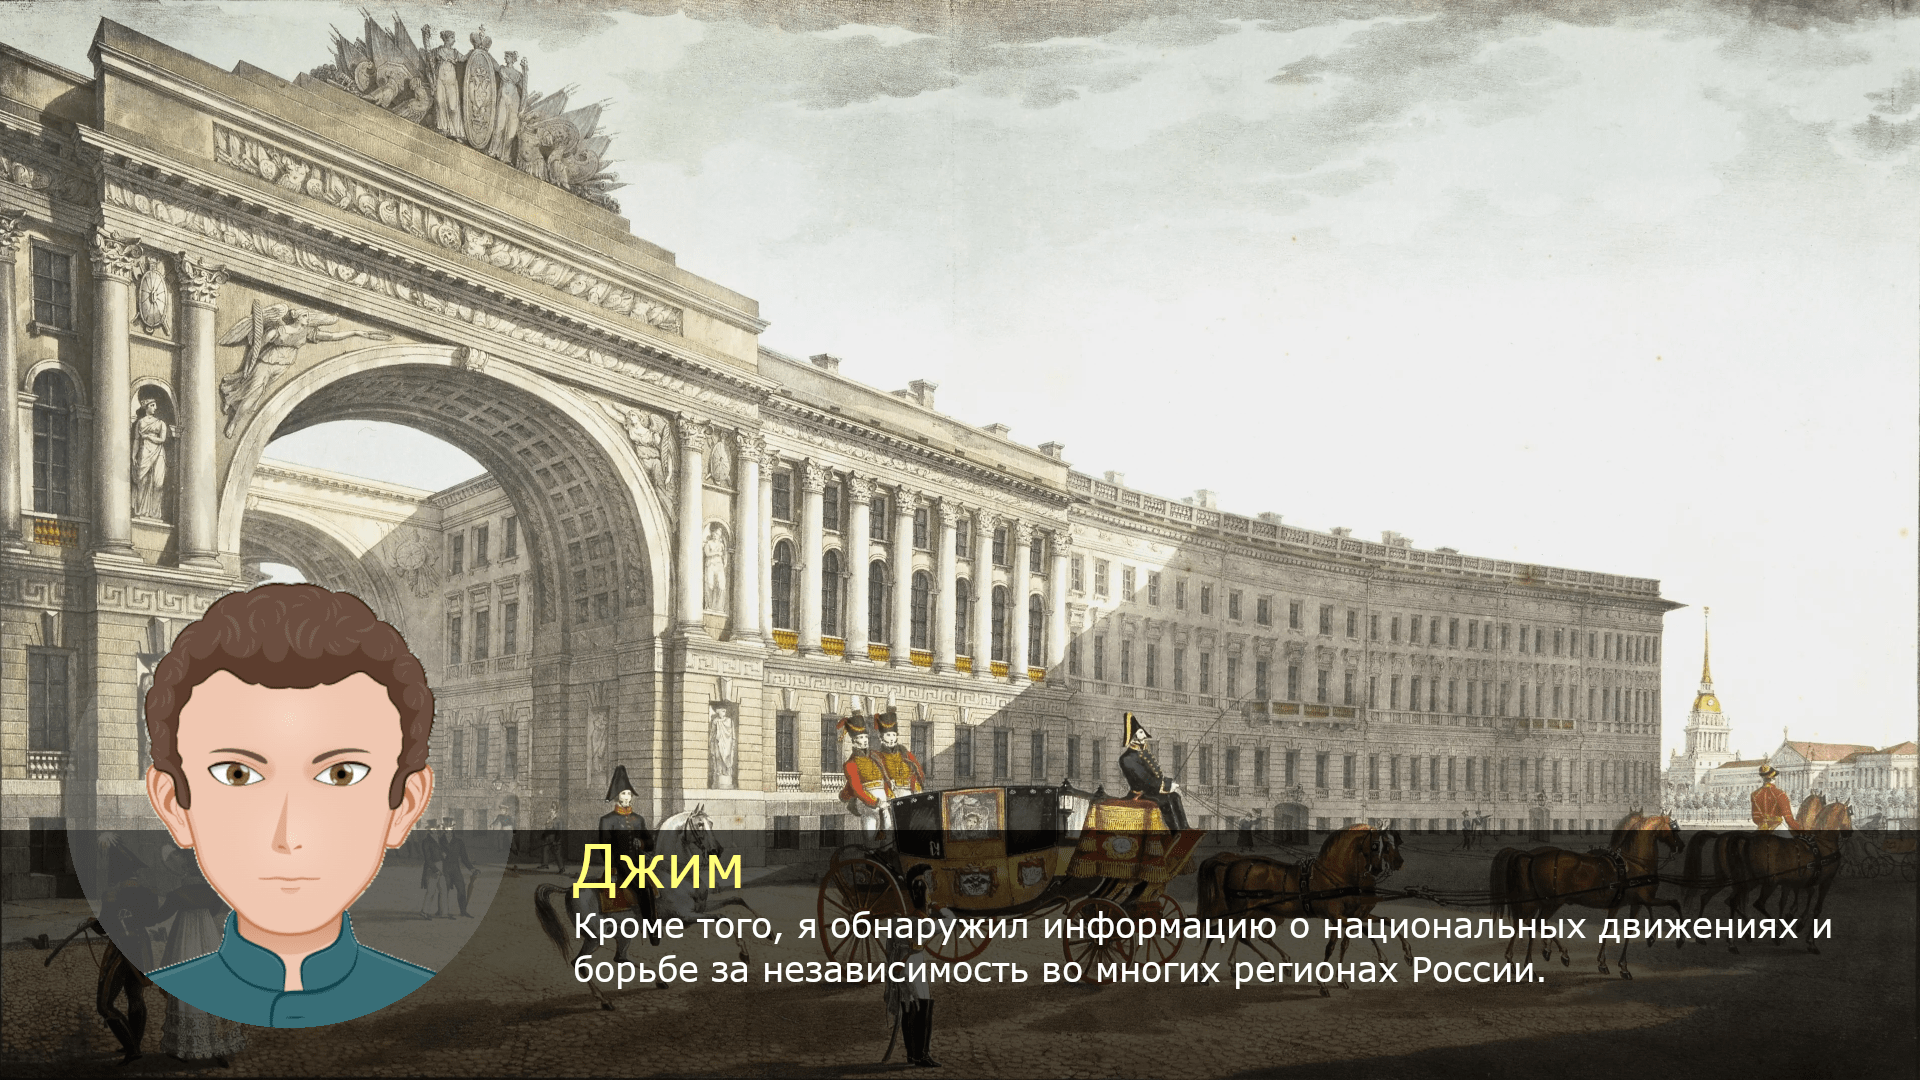 Джим
Кроме того, я обнаружил информацию о национальных движениях и
борьбе за независимость во многих регионах России.